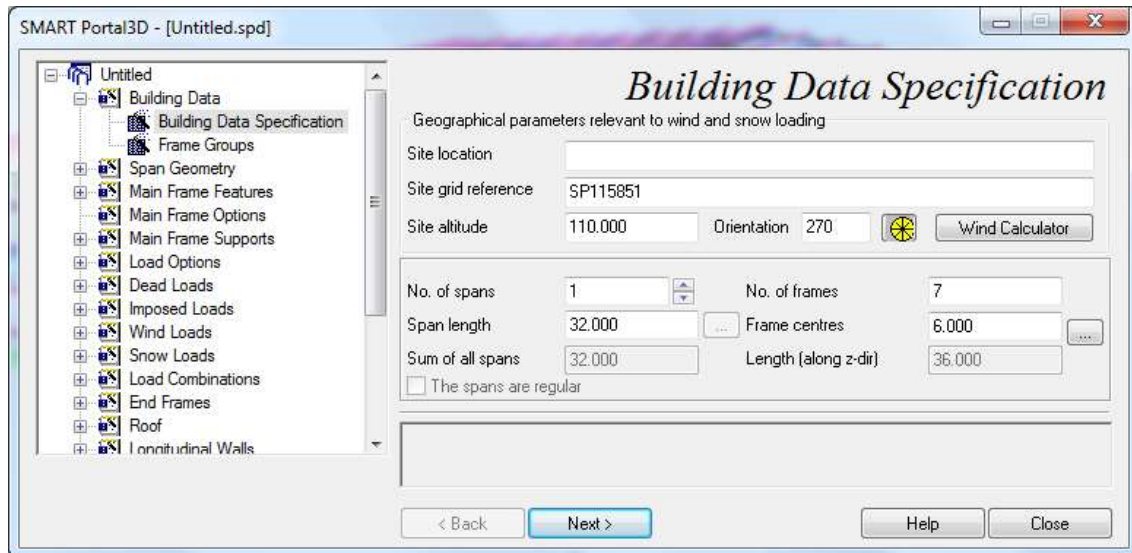 SMART Portal3D - [Untitled.spd]
Untitled
Building Data
Building Data Specification
Frame Groups
Span Geometry
Main Frame Features
Main Frame Options
Main Frame Supports
Load Options
Dead Loads
Imposed Loads
Wind Loads
Snow Loads
Load Combinations
End Frames
Roof
Longitudinal Walls
Building Data Specification
Geographical parameters relevant to wind and snow loading
Site location
Site grid reference SP115851
Site altitude 110.000 Orientation 270 Wind Calculator
No. of spans 1 No. of frames 7
Span length 32.000 ... Frame centres 6.000 ...
Sum of all spans 32.000 Length (along z-dir) 36.000
The spans are regular
< Back Next > Help Close